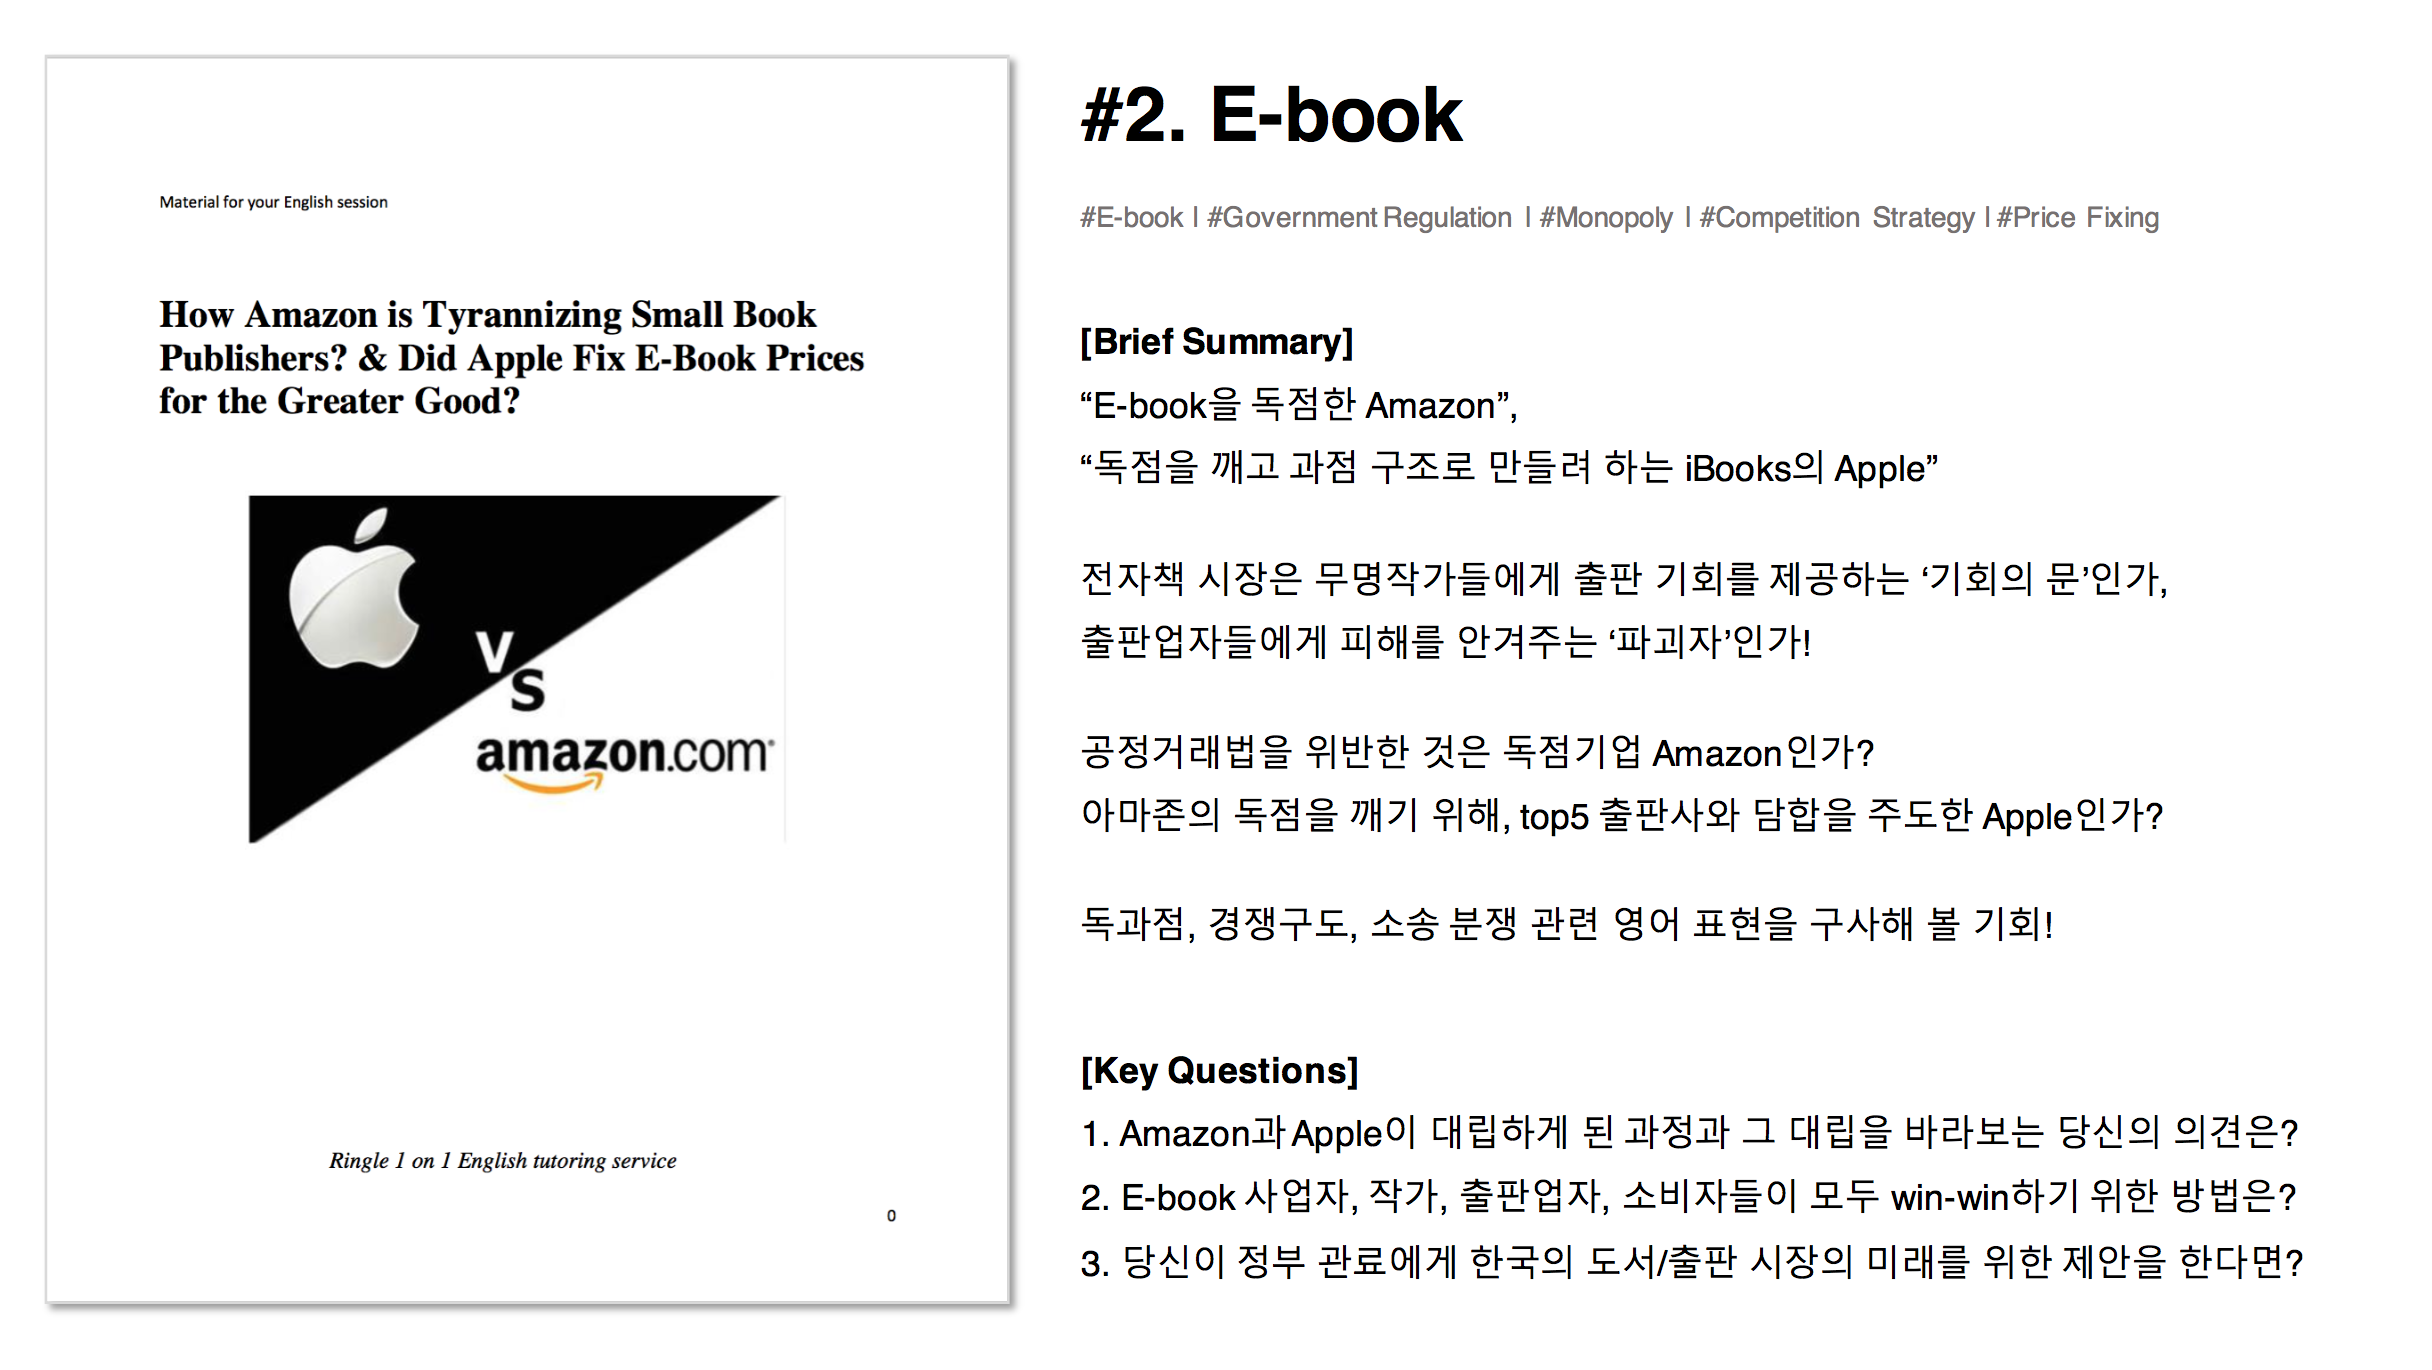 Material for your English session
How Amazon is Tyrannizing Small Book
Publishers? & Did Apple Fix E-Book Prices
for the Greater Good?
V
S
amazon.com
Ringle 1 on 1 English tutoring service
0
#2. E-book
#E-book l #Government Regulation l #Monopoly l #Competition Strategy l #Price Fixing
[Brief Summary]
“E-book을 독점한 Amazon”,
“독점을 깨고 과점 구조로 만들려 하는 iBooks의 Apple”
전자책 시장은 무명작가들에게 출판 기회를 제공하는 ‘기회의 문’인가,
출판업자들에게 피해를 안겨주는 ‘파괴자’인가!
공정거래법을 위반한 것은 독점기업 Amazon인가?
아마존의 독점을 깨기 위해, top5 출판사와 담합을 주도한 Apple인가?
독과점, 경쟁구도, 소송 분쟁 관련 영어 표현을 구사해 볼 기회!
[Key Questions]
1. Amazon과 Apple이 대립하게 된 과정과 그 대립을 바라보는 당신의 의견은?
2. E-book 사업자, 작가, 출판업자, 소비자들이 모두 win-win하기 위한 방법은?
3. 당신이 정부 관료에게 한국의 도서/출판 시장의 미래를 위한 제안을 한다면?